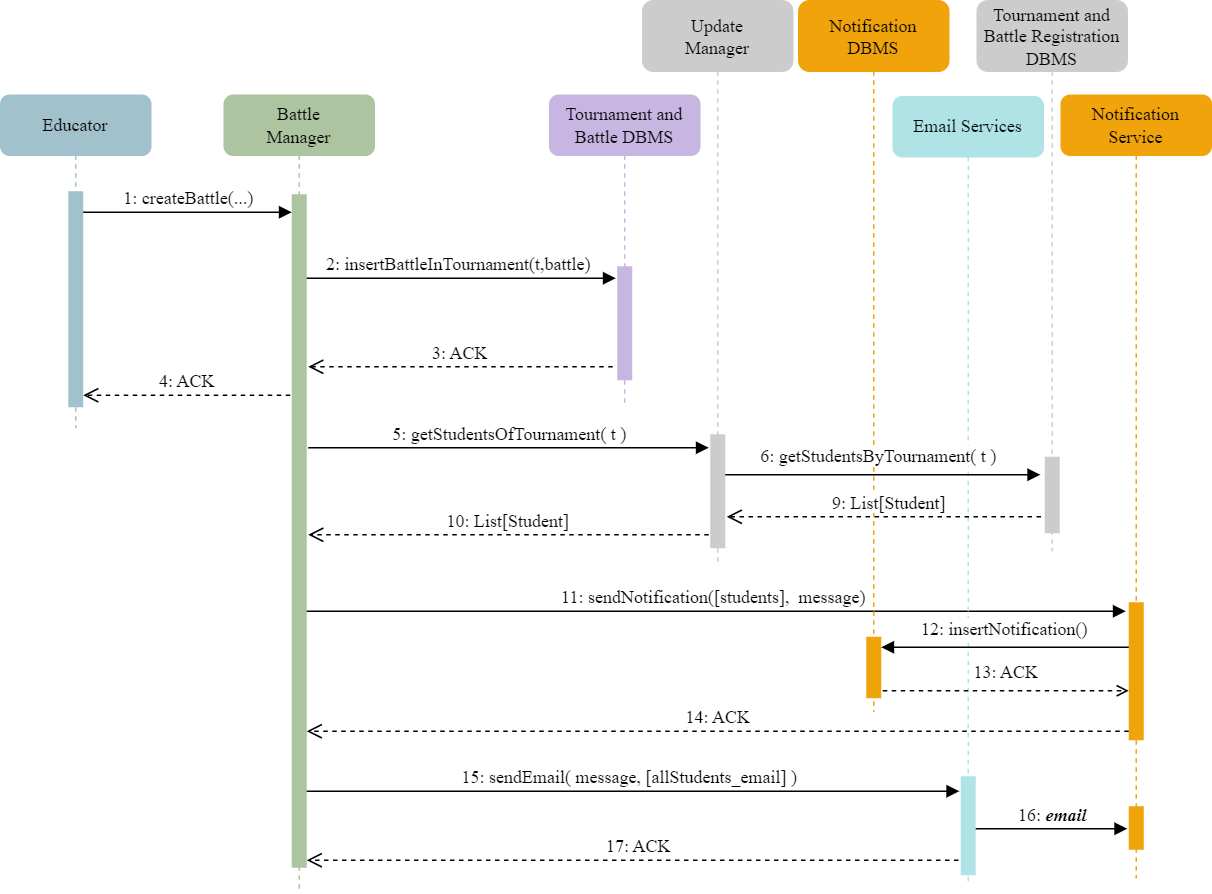 Update
Manager
Notification
DBMS
Tournament and
Battle Registration
DBMS
Educator
Battle
Manager
Tournament and
Battle DBMS
Email Services
Notification
Service
1: createBattle(...)
2: insertBattleInTournament(t,battle)
3: ACK
4: ACK
5: getStudentsOfTournament( t )
6: getStudentsByTournament( t )
9: List[Student]
10: List[Student]
11: sendNotification([students], message)
12: insertNotification()
13: ACK
14: ACK
15: sendEmail( message, [allStudents_email] )
16: email
17: ACK